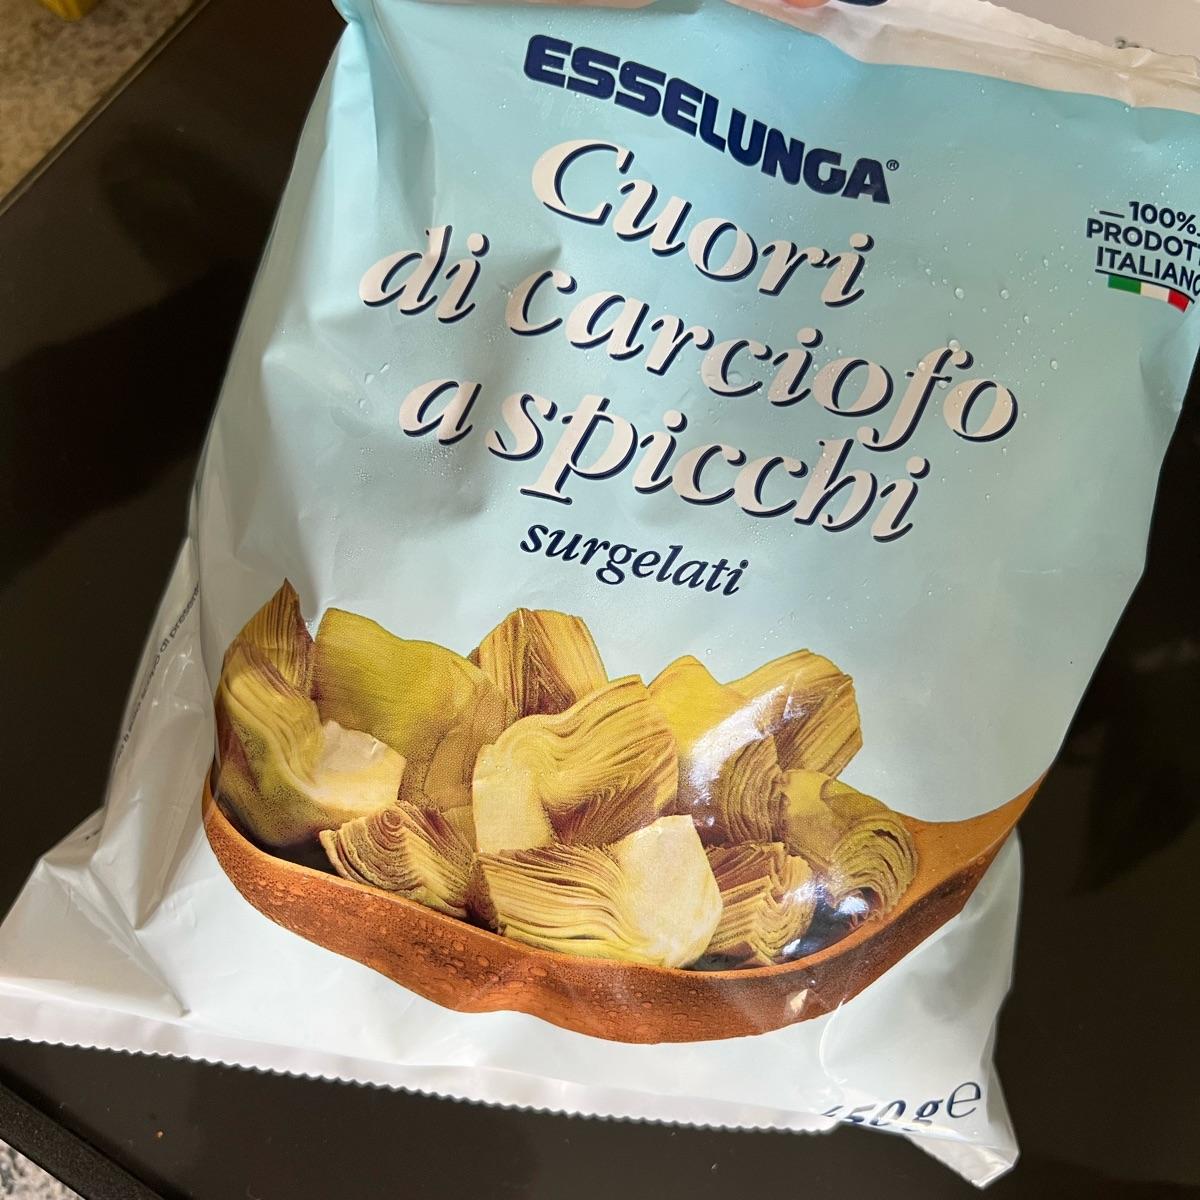 ESSELUNGA®
Cuori
di carciofo
a spicchi
surgelati
100%
PRODOTT
ITALIANO
450 g e